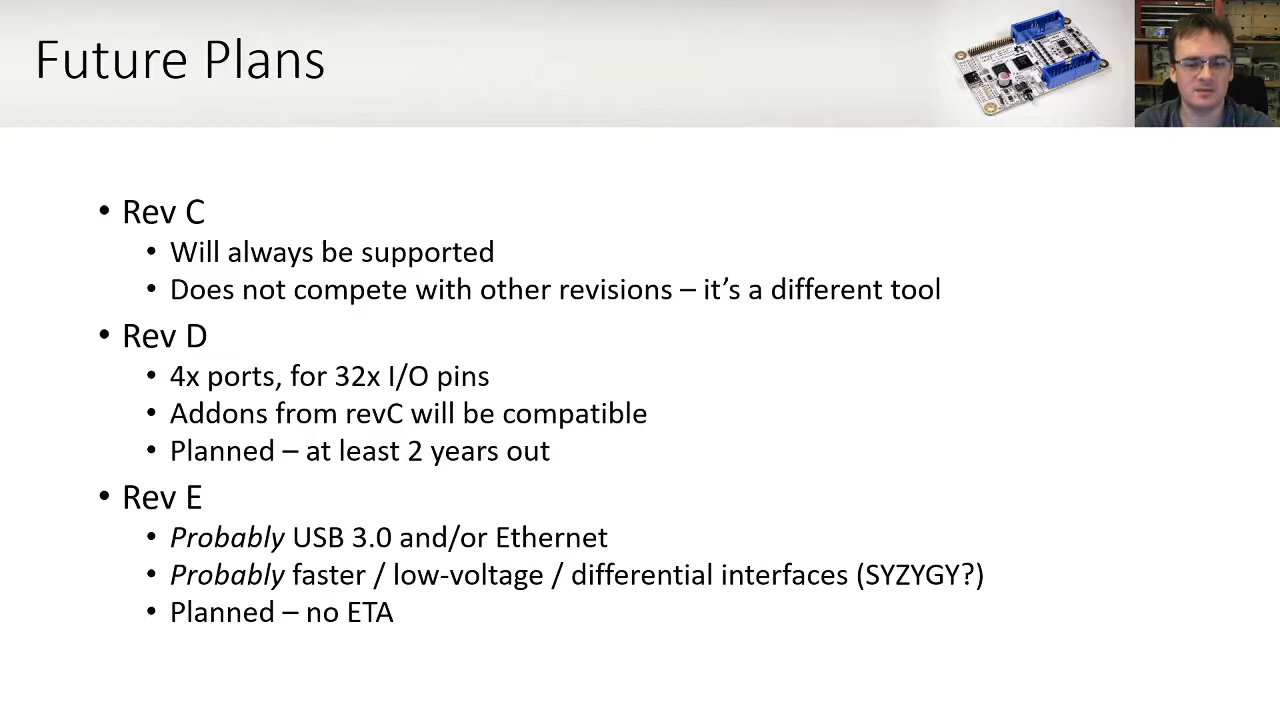 Future Plans
• Rev C
• Will always be supported
• Does not compete with other revisions – it’s a different tool
• Rev D
• 4x ports, for 32x I/O pins
• Addons from revC will be compatible
• Planned – at least 2 years out
• Rev E
• Probably USB 3.0 and/or Ethernet
• Probably faster / low-voltage / differential interfaces (SYZYGY?)
• Planned – no ETA